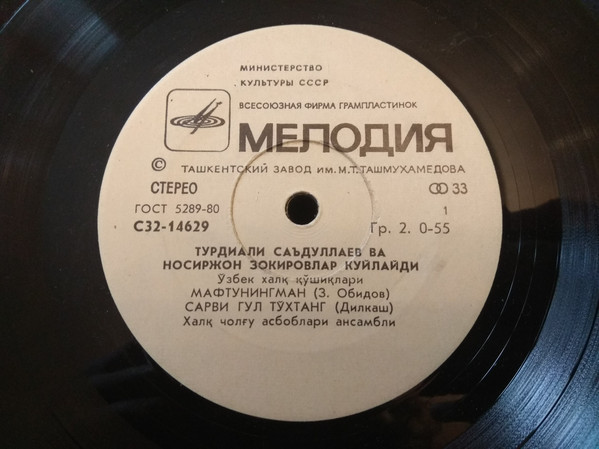 МИНИСТЕРСТВО
КУЛЬТУРЫ СССР
ВСЕСОЮЗНАЯ ФИРМА ГРАМПЛАСТИНОК
МЕЛОДИЯ
© ТАШКЕНТСКИЙ ЗАВОД ИМ. М.Т.ТАШМУХАМЕДОВА
СТЕРЕО 33
ГОСТ 5289-80 1
С32-14629 Гр. 2. 0-55
ТУРДИАЛИ САЪДУЛЛАЕВ ВА
НОСИРЖОН ЗОКИРОВЛАР КУЙЛАЙДИ
Ўзбек халқ қўшиқлари
МАФТУНИНГМАН (З. Обидов)
САРВИ ГУЛ ТЎХТАНГ (Дилкаш)
Халқ чолғу асбоблари ансамбли